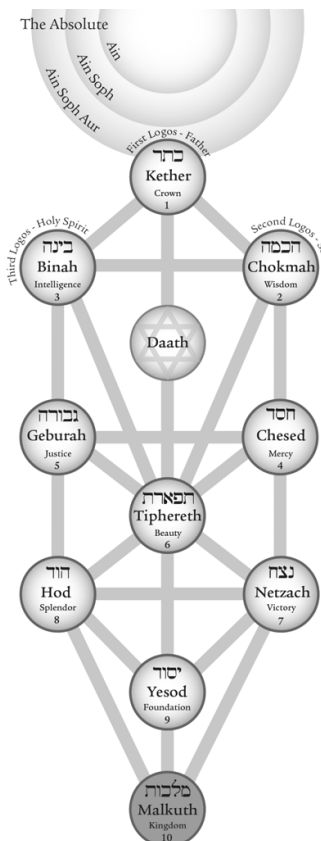 The Absolute
Ain
Ain Soph
Ain Soph Aur
First Logos - Father
כתר
Kether
Crown
1
Third Logos - Holy Spirit
בינה
Binah
Intelligence
3
Second Logos -
חכמה
Chokmah
Wisdom
2
Daath
גבורה
Geburah
Justice
5
חסד
Chesed
Mercy
4
תפארת
Tiphereth
Beauty
6
הוד
Hod
Splendor
8
נצח
Netzach
Victory
7
יסוד
Yesod
Foundation
9
מלכות
Malkuth
Kingdom
10